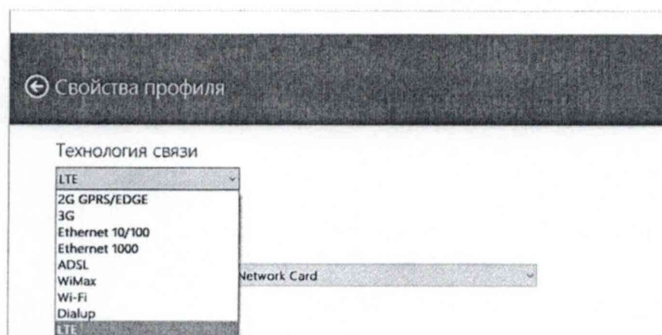 Свойства профиля
Технология связи
LTE
2G GPRS/EDGE
3G
Ethernet 10/100
Ethernet 1000
ADSL
WiMax
Network Card
Wi-Fi
Dialup
LTE